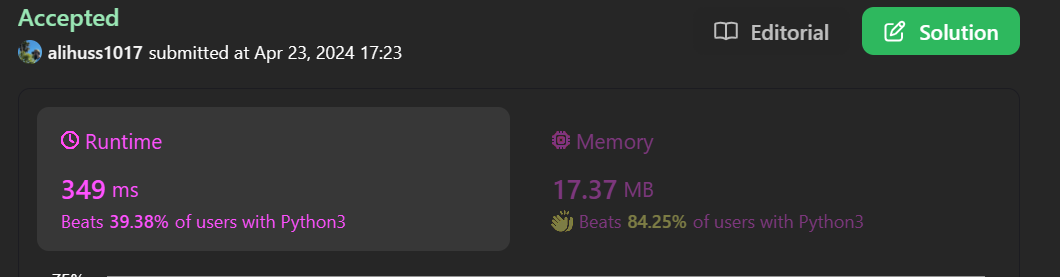 Accepted
Editorial
Solution
alihuss1017 submitted at Apr 23, 2024 17:23
Runtime
Memory
349 ms
17.37 MB
Beats 39.38% of users with Python3
Beats 84.25% of users with Python3
75%